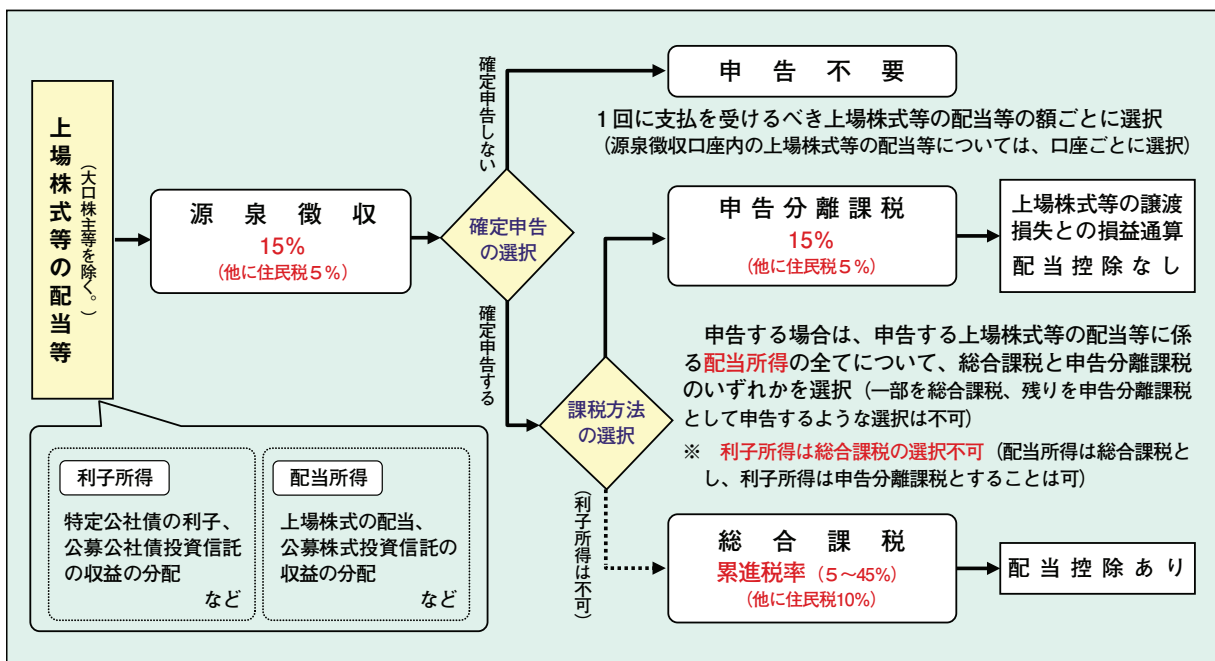 上場株式等の配当等
（大口株主等を除く。）
源泉徴収
15％
（他に住民税５％）
確定申告
の選択
確定申告しない
申告不要
１回に支払を受けるべき上場株式等の配当等の額ごとに選択
（源泉徴収口座内の上場株式等の配当等については、口座ごとに選択）
確定申告する
課税方法
の選択
申告分離課税
15％
（他に住民税５％）
上場株式等の譲渡
損失との損益通算
配当控除なし
申告する場合は、申告する上場株式等の配当等に係
る配当所得の全てについて、総合課税と申告分離課税
のいずれかを選択（一部を総合課税、残りを申告分離課税
として申告するような選択は不可）
※　利子所得は総合課税の選択不可（配当所得は総合課税と
し、利子所得は申告分離課税とすることは可）
（利子所得は不可）
総合課税
累進税率（５～45%）
（他に住民税10%）
配当控除あり
利子所得
特定公社債の利子、
公募公社債投資信託
の収益の分配
など
配当所得
上場株式の配当、
公募株式投資信託の
収益の分配
など